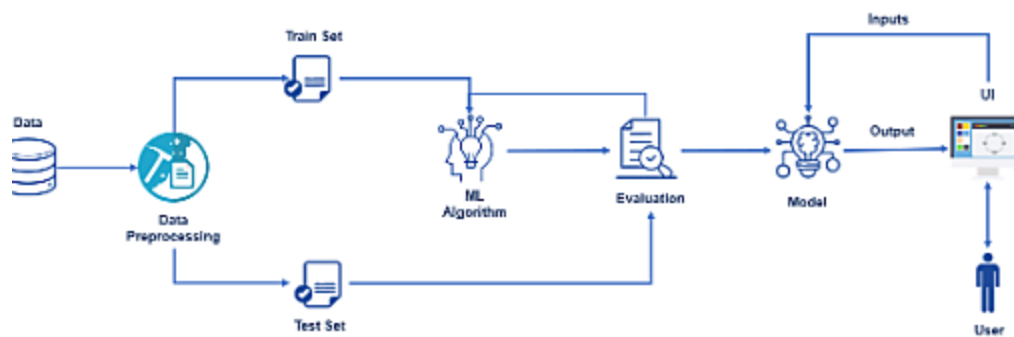 Inputs
Train Set
UI
Data
Output
ML
Algorithm
Evaluation
Model
Data
Preprocessing
Test Set
User